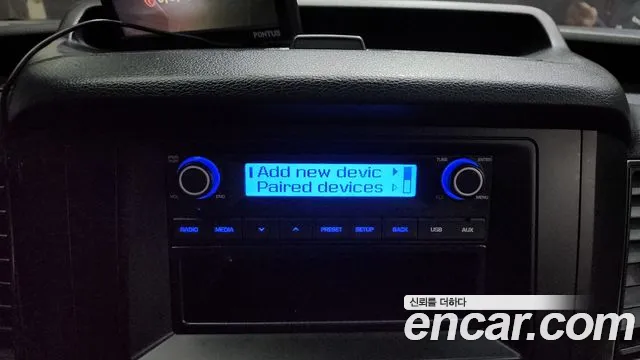 PONTUS
Add new devic
Paired devices
TUNE
ENTER
VOL
MENU
RADIO MEDIA PRESET SETUP BACK USB AUX
신뢰를 더하다
encar.com